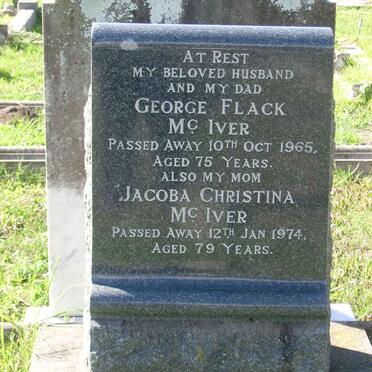 AT REST
MY BELOVED HUSBAND
AND MY DAD
GEORGE FLACK
Mc IVER
PASSED AWAY 10TH OCT 1965,
AGED 75 YEARS.
ALSO MY MOM
JACOBA CHRISTINA
Mc IVER
PASSED AWAY 12TH JAN 1974,
AGED 79 YEARS.